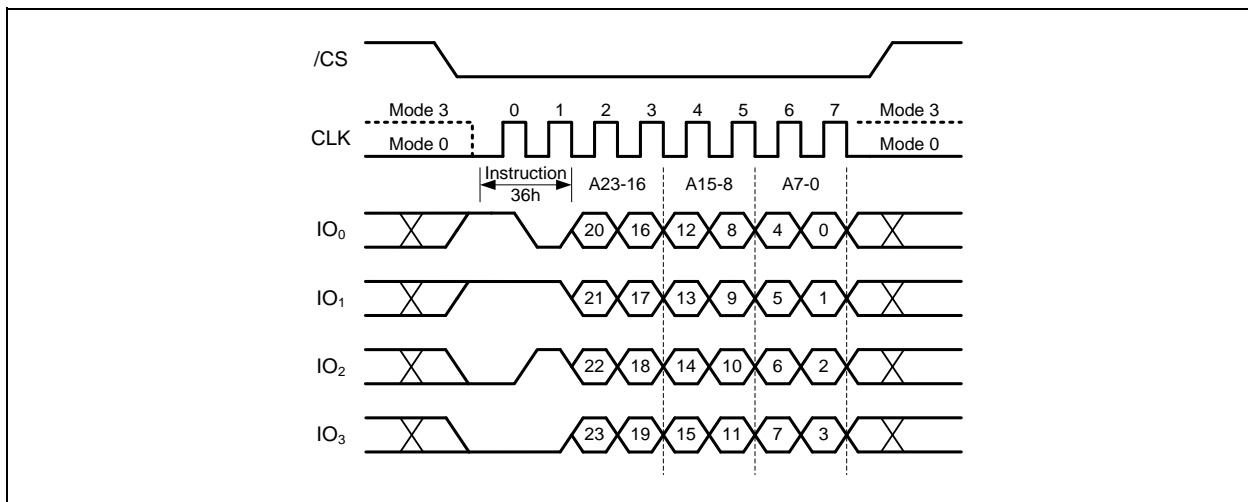 /CS
Mode 3 0 1 2 3 4 5 6 7 Mode 3
CLK
Mode 0 Mode 0
Instruction
36h
A23-16 A15-8 A7-0
IO₀ 20 16 12 8 4 0
IO₁ 21 17 13 9 5 1
IO₂ 22 18 14 10 6 2
IO₃ 23 19 15 11 7 3